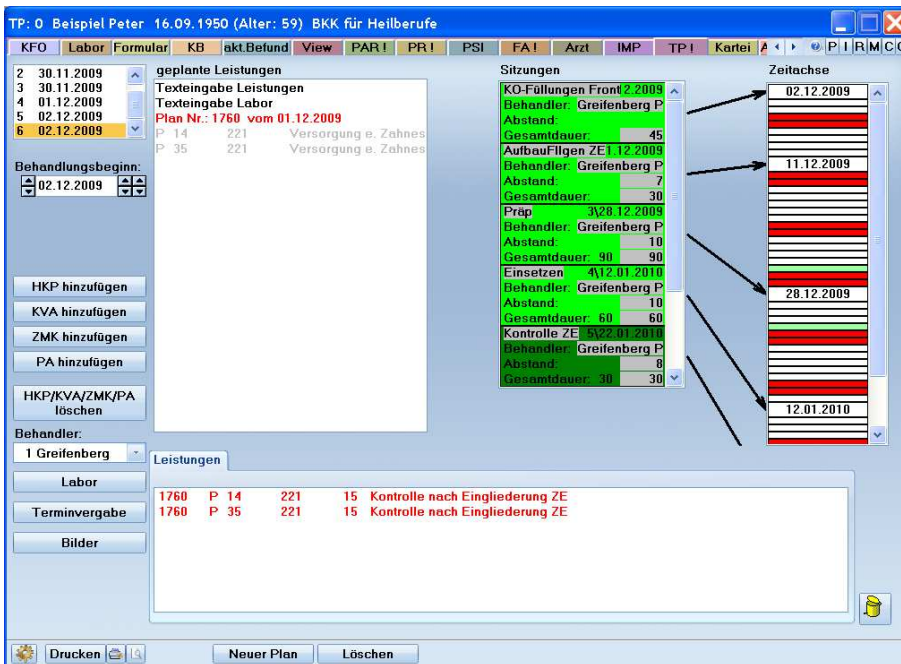 TP: 0 Beispiel Peter 16.09.1950 (Alter: 59) BKK für Heilberufe
KFO Labor Formular KB akt.Befund View PAR! PR! PSI FA! Arzt IMP TP! Kartei P I R M C
2 30.11.2009
3 30.11.2009
4 01.12.2009
5 02.12.2009
6 02.12.2009
Behandlungsbeginn:
02.12.2009
HKP hinzufügen
KVA hinzufügen
ZMK hinzufügen
PA hinzufügen
HKP/KVA/ZMK/PA
löschen
Behandler:
1 Greifenberg
Labor
Terminvergabe
Bilder
geplante Leistungen
Texteingabe Leistungen
Texteingabe Labor
Plan Nr.: 1760 vom 01.12.2009
P 14 221 Versorgung e. Zahnes
P 35 221 Versorgung e. Zahnes
Sitzungen
KO-Füllungen Front 2.2009
Behandler: Greifenberg P
Abstand:
Gesamtdauer: 45
AufbauFllgen ZE 1.12.2009
Behandler: Greifenberg P
Abstand: 7
Gesamtdauer: 30
Präp 3\28.12.2009
Behandler: Greifenberg P
Abstand: 10
Gesamtdauer: 90 90
Einsetzen 4\12.01.2010
Behandler: Greifenberg P
Abstand: 10
Gesamtdauer: 60 60
Kontrolle ZE 5\22.01.2010
Behandler: Greifenberg P
Abstand: 8
Gesamtdauer: 30 30
Zeitachse
02.12.2009
11.12.2009
28.12.2009
12.01.2010
Leistungen
1760 P 14 221 15 Kontrolle nach Eingliederung ZE
1760 P 35 221 15 Kontrolle nach Eingliederung ZE
Drucken
Neuer Plan
Löschen